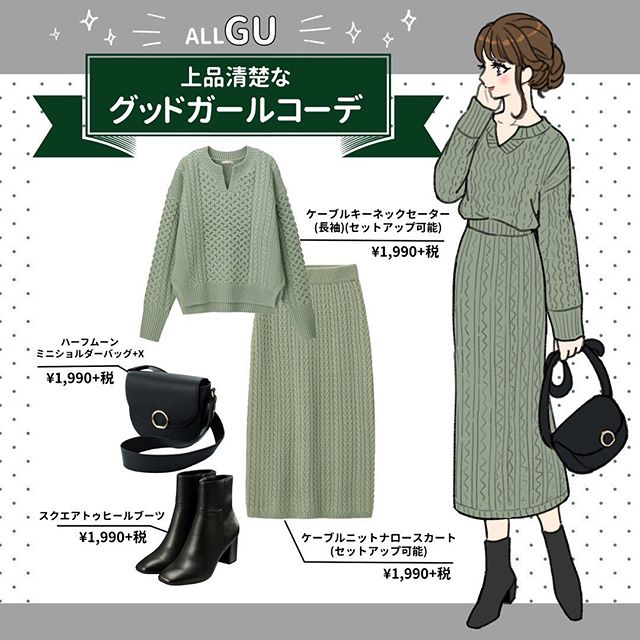 ALLGU
上品清楚な
グッドガールコーデ
ケーブルキーネックセーター
(長袖)(セットアップ可能)
¥1,990+税
ハーフムーン
ミニショルダーバッグ+X
¥1,990+税
スクエアトゥヒールブーツ
¥1,990+税
ケーブルニットナロースカート
(セットアップ可能)
¥1,990+税